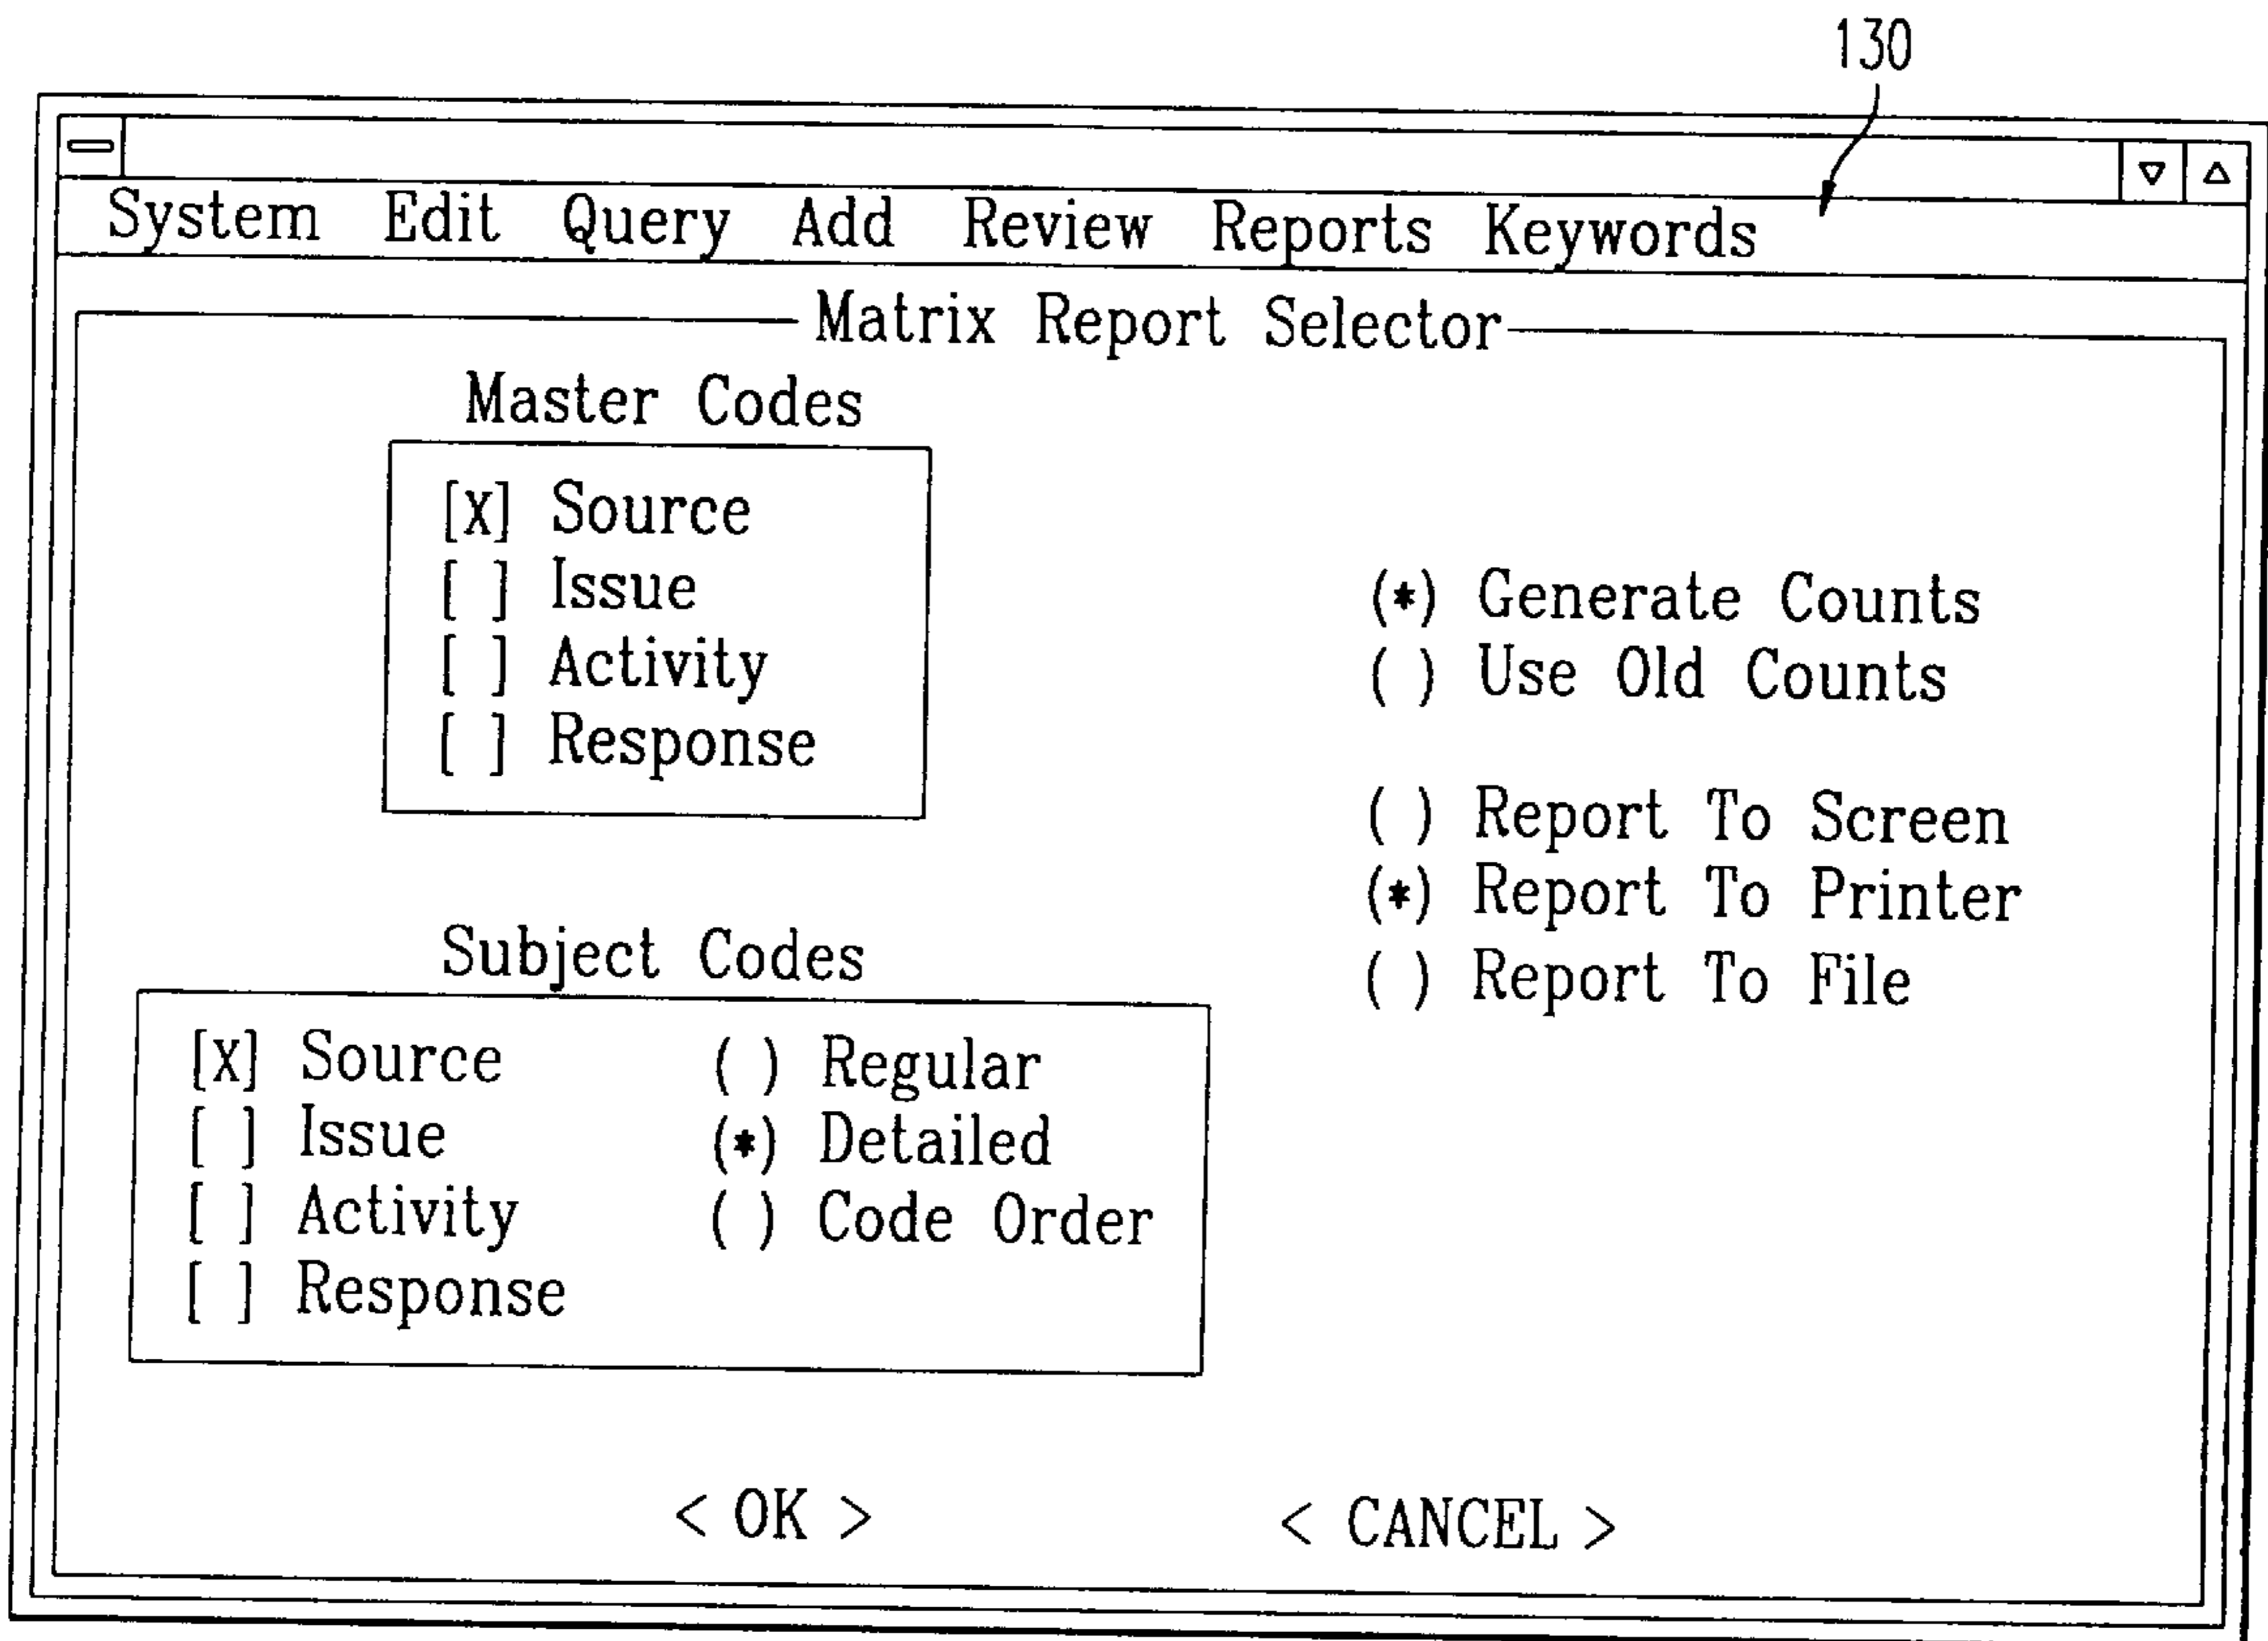 130
System Edit Query Add Review Reports Keywords
Matrix Report Selector
Master Codes
[X] Source
[ ] Issue
[ ] Activity
[ ] Response
(*) Generate Counts
( ) Use Old Counts
( ) Report To Screen
(*) Report To Printer
( ) Report To File
Subject Codes
[X] Source ( ) Regular
[ ] Issue (*) Detailed
[ ] Activity ( ) Code Order
[ ] Response
< OK > < CANCEL >